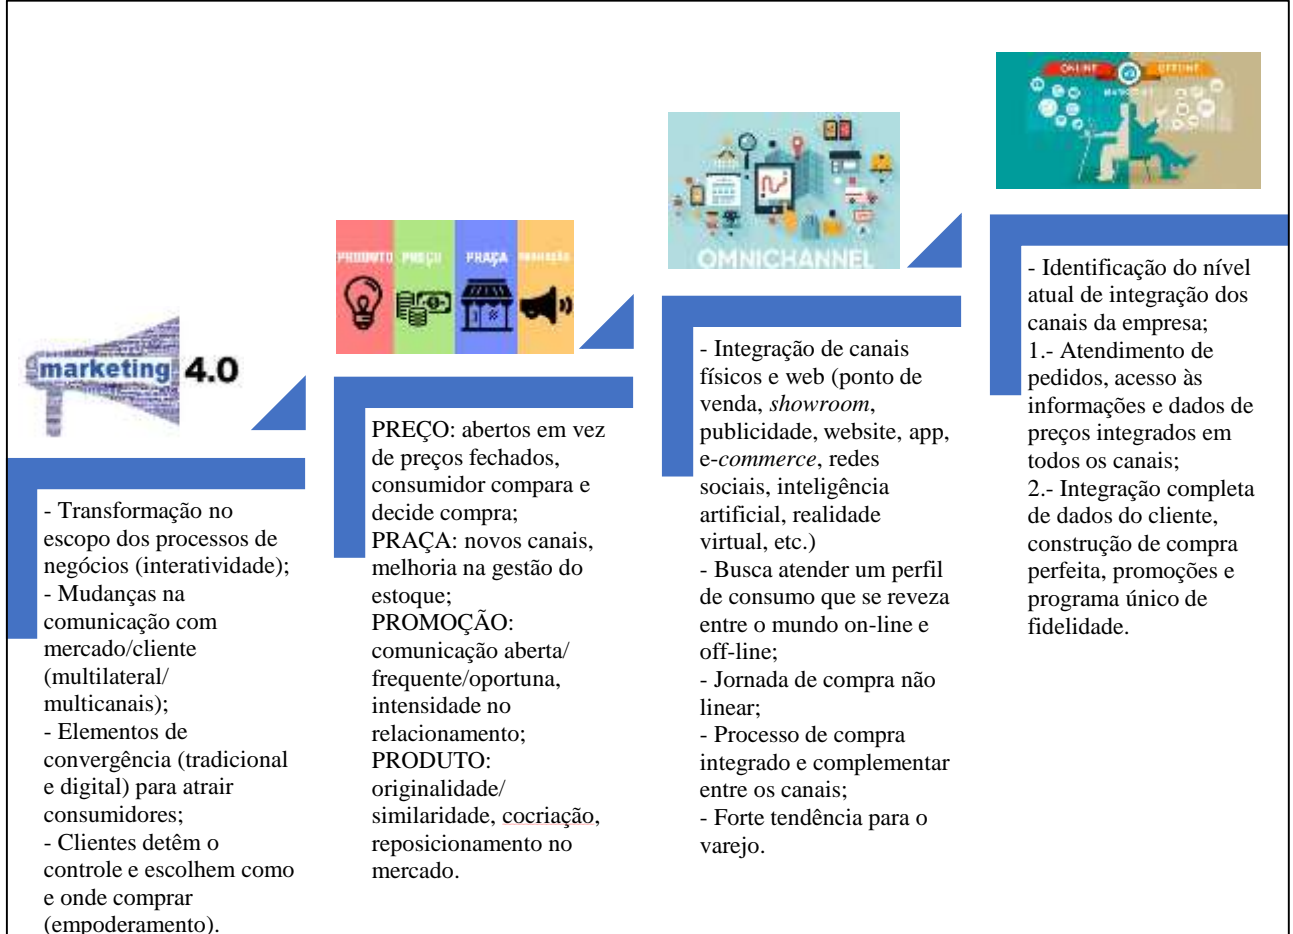 marketing 4.0
- Transformação no
escopo dos processos de
negócios (interatividade);
- Mudanças na
comunicação com
mercado/cliente
(multilateral/
multicanais);
- Elementos de
convergência (tradicional
e digital) para atrair
consumidores;
- Clientes detêm o
controle e escolhem como
e onde comprar
(empoderamento).
PRODUTO PREÇO PRAÇA PROMOÇÃO
PREÇO: abertos em vez
de preços fechados,
consumidor compara e
decide compra;
PRAÇA: novos canais,
melhoria na gestão do
estoque;
PROMOÇÃO:
comunicação aberta/
frequente/oportuna,
intensidade no
relacionamento;
PRODUTO:
originalidade/
similaridade, cocriação,
reposicionamento no
mercado.
OMNICHANNEL
- Integração de canais
físicos e web (ponto de
venda, showroom,
publicidade, website, app,
e-commerce, redes
sociais, inteligência
artificial, realidade
virtual, etc.)
- Busca atender um perfil
de consumo que se reveza
entre o mundo on-line e
off-line;
- Jornada de compra não
linear;
- Processo de compra
integrado e complementar
entre os canais;
- Forte tendência para o
varejo.
ONLINE OFFLINE
- Identificação do nível
atual de integração dos
canais da empresa;
1.- Atendimento de
pedidos, acesso às
informações e dados de
preços integrados em
todos os canais;
2.- Integração completa
de dados do cliente,
construção de compra
perfeita, promoções e
programa único de
fidelidade.